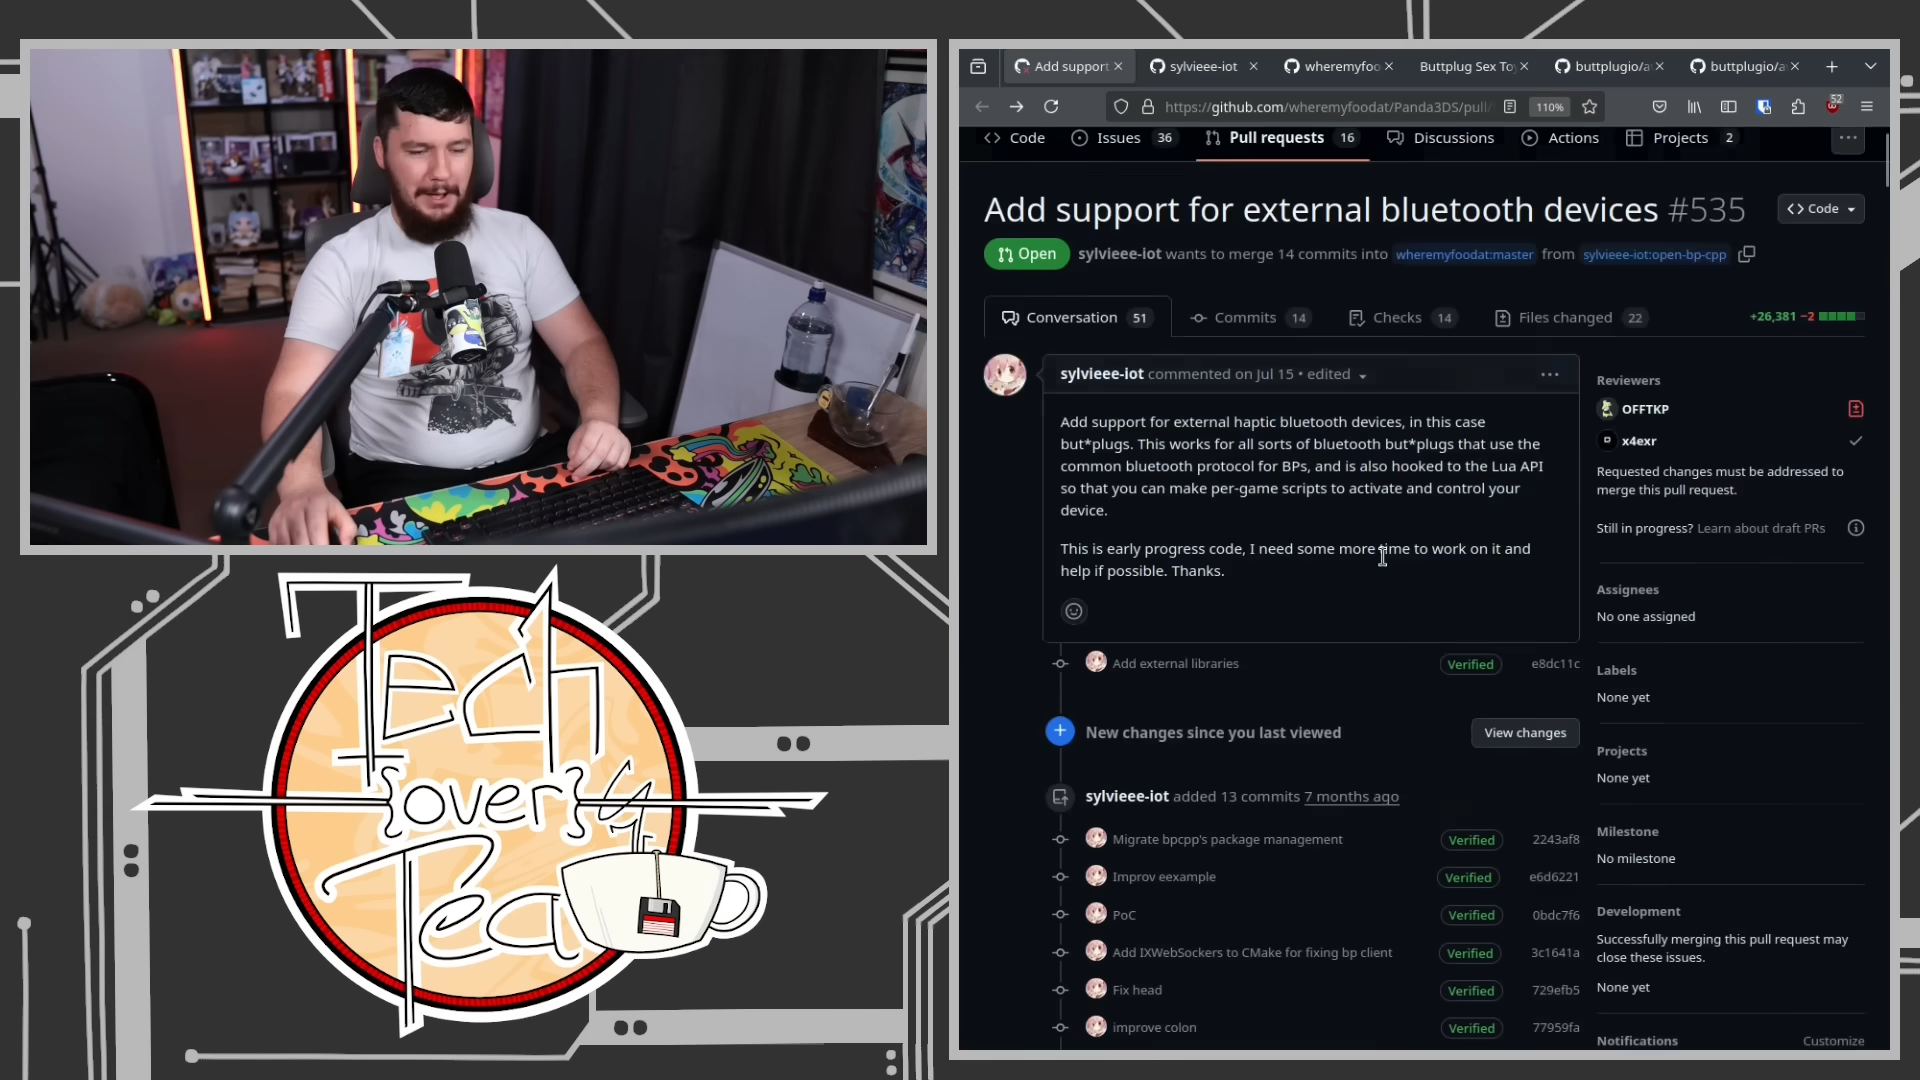 Add support
sylvieee-iot
wheremyfoo
Buttplug Sex To
buttplugio/a
buttplugio/a
https://github.com/wheremyfoodat/Panda3DS/pull/
110%
52
Code
Issues 36
Pull requests 16
Discussions
Actions
Projects 2
Add support for external bluetooth devices #535
Code
Open
sylvieee-iot wants to merge 14 commits into wheremyfoodat:master from sylvieee-iot:open-bp-cpp
Conversation 51
Commits 14
Checks 14
Files changed 22
+26,381 −2
sylvieee-iot commented on Jul 15 • edited
Add support for external haptic bluetooth devices, in this case
but*plugs. This works for all sorts of bluetooth but*plugs that use the
common bluetooth protocol for BPs, and is also hooked to the Lua API
so that you can make per-game scripts to activate and control your
device.
This is early progress code, I need some more time to work on it and
help if possible. Thanks.
Add external libraries Verified e8dc11c
New changes since you last viewed View changes
sylvieee-iot added 13 commits 7 months ago
Migrate bpcpp's package management Verified 2243af8
Improv eexample Verified e6d6221
PoC Verified 0bdc7f6
Add IXWebSockers to CMake for fixing bp client Verified 3c1641a
Fix head Verified 729efb5
improve colon Verified 77959fa
Reviewers
OFFTKP
x4exr
Requested changes must be addressed to
merge this pull request.
Still in progress? Learn about draft PRs
Assignees
No one assigned
Labels
None yet
Projects
None yet
Milestone
No milestone
Development
Successfully merging this pull request may
close these issues.
None yet
Notifications Customize
Tech
{over}
Tea